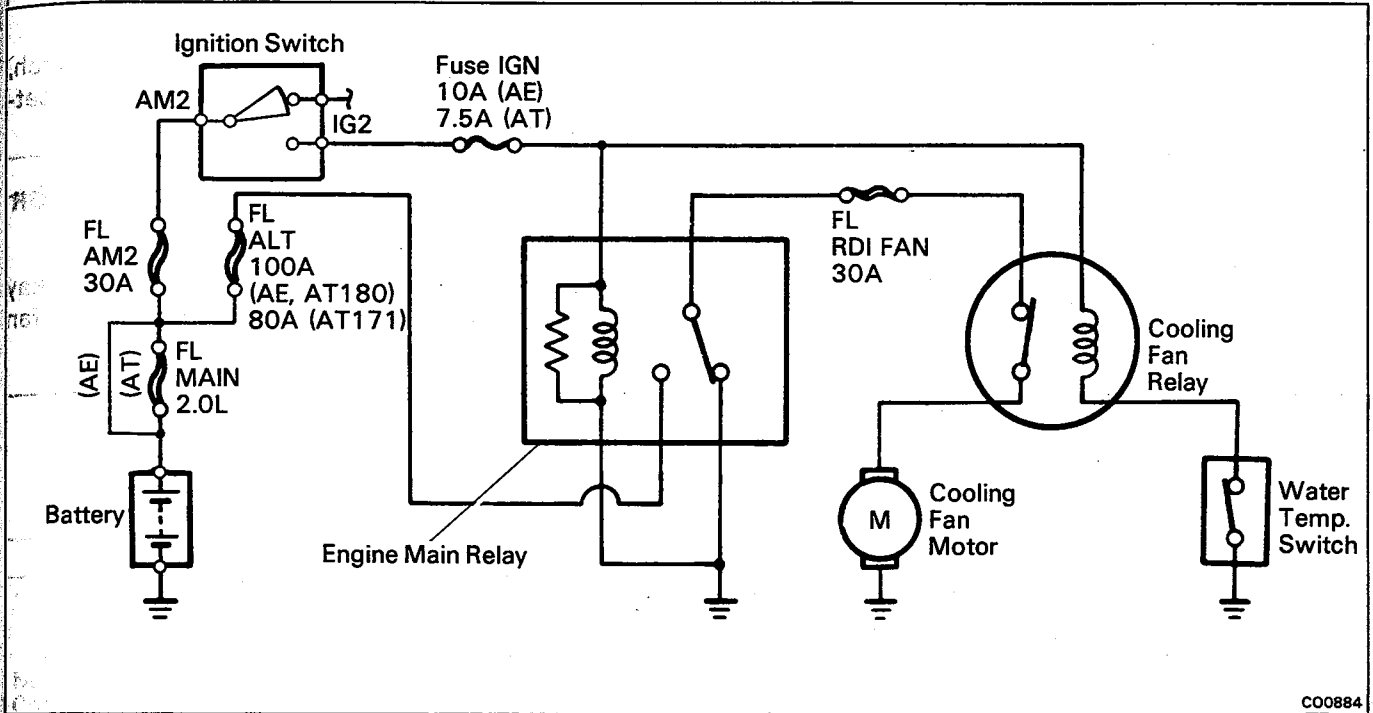 Ignition Switch
AM2
IG2
Fuse IGN
10A (AE)
7.5A (AT)
FL
AM2
30A
FL
ALT
100A
(AE, AT180)
80A (AT171)
(AE)
(AT)
FL
MAIN
2.0L
Battery
Engine Main Relay
FL
RDI FAN
30A
Cooling
Fan
Relay
M
Cooling
Fan
Motor
Water
Temp.
Switch
CO0884